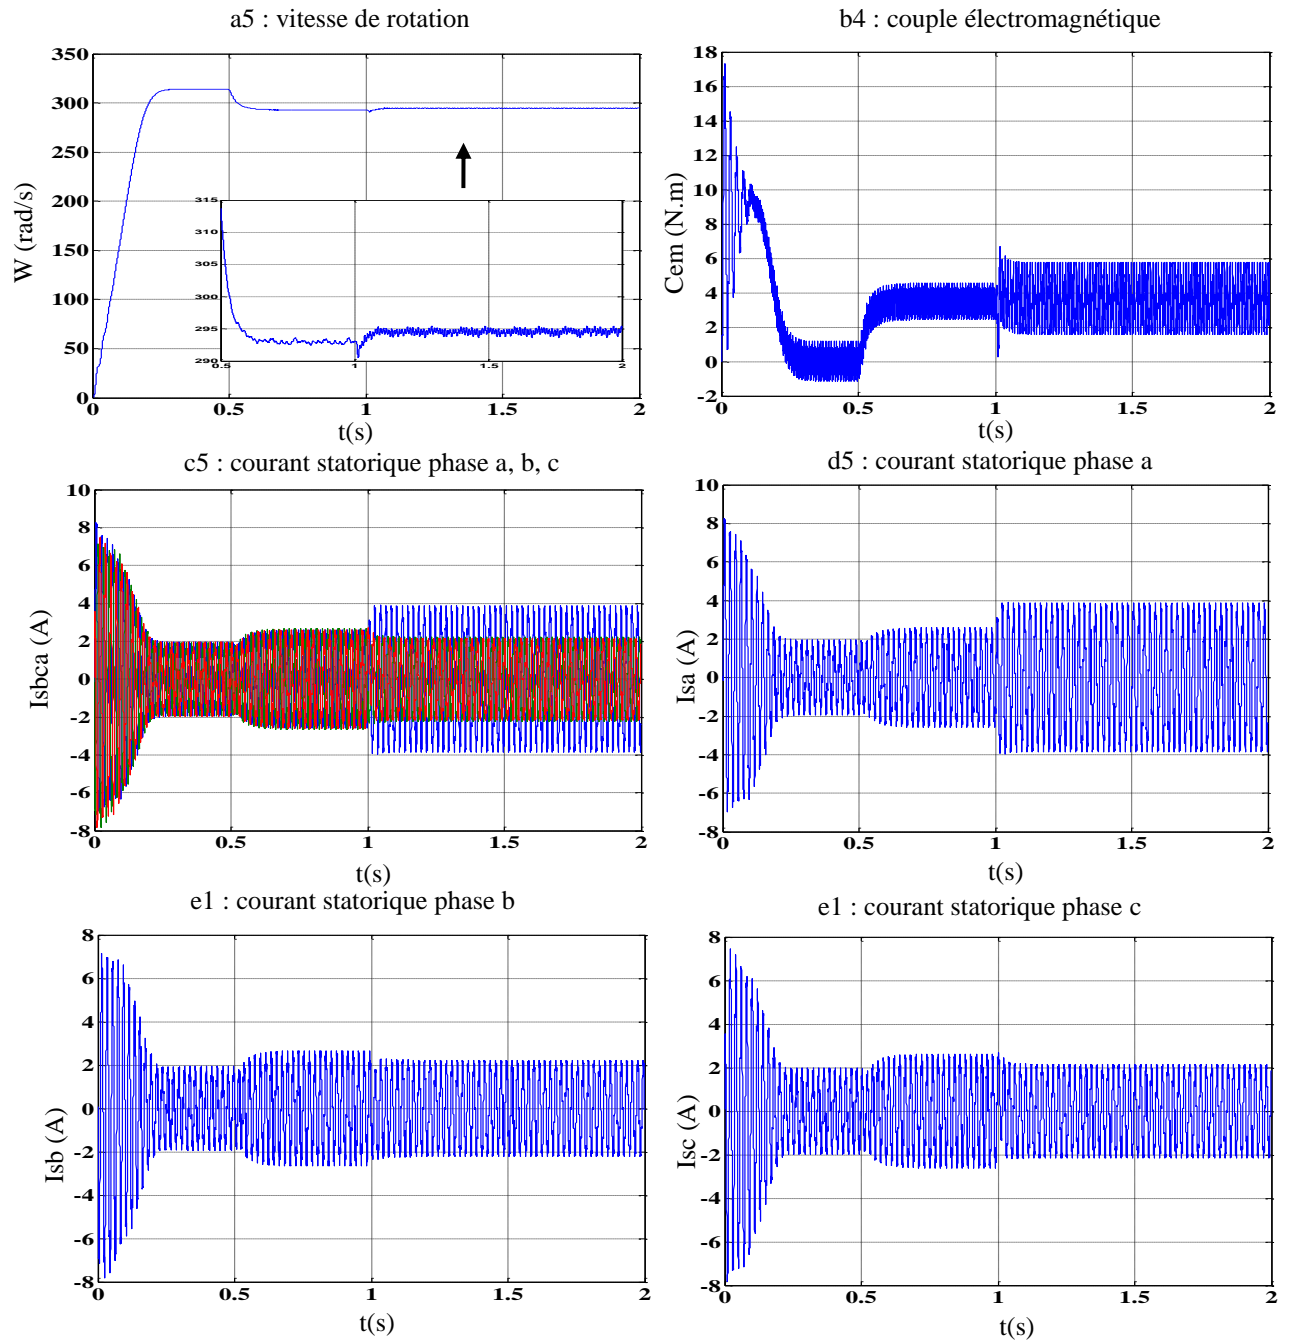 a5 : vitesse de rotation
b4 : couple électromagnétique
W (rad/s)
350
300
250
200
150
100
50
0
0 0.5 1 1.5 2
t(s)
315
310
305
300
295
290
0.5 1 1.5 2
Cem (N.m)
18
16
14
12
10
8
6
4
2
0
-2
0 0.5 1 1.5 2
t(s)
c5 : courant statorique phase a, b, c
d5 : courant statorique phase a
Isbca (A)
10
8
6
4
2
0
-2
-4
-6
-8
0 0.5 1 1.5 2
t(s)
Isa (A)
10
8
6
4
2
0
-2
-4
-6
-8
0 0.5 1 1.5 2
t(s)
e1 : courant statorique phase b
e1 : courant statorique phase c
Isb (A)
8
6
4
2
0
-2
-4
-6
-8
0 0.5 1 1.5 2
t(s)
Isc (A)
8
6
4
2
0
-2
-4
-6
-8
0 0.5 1 1.5 2
t(s)